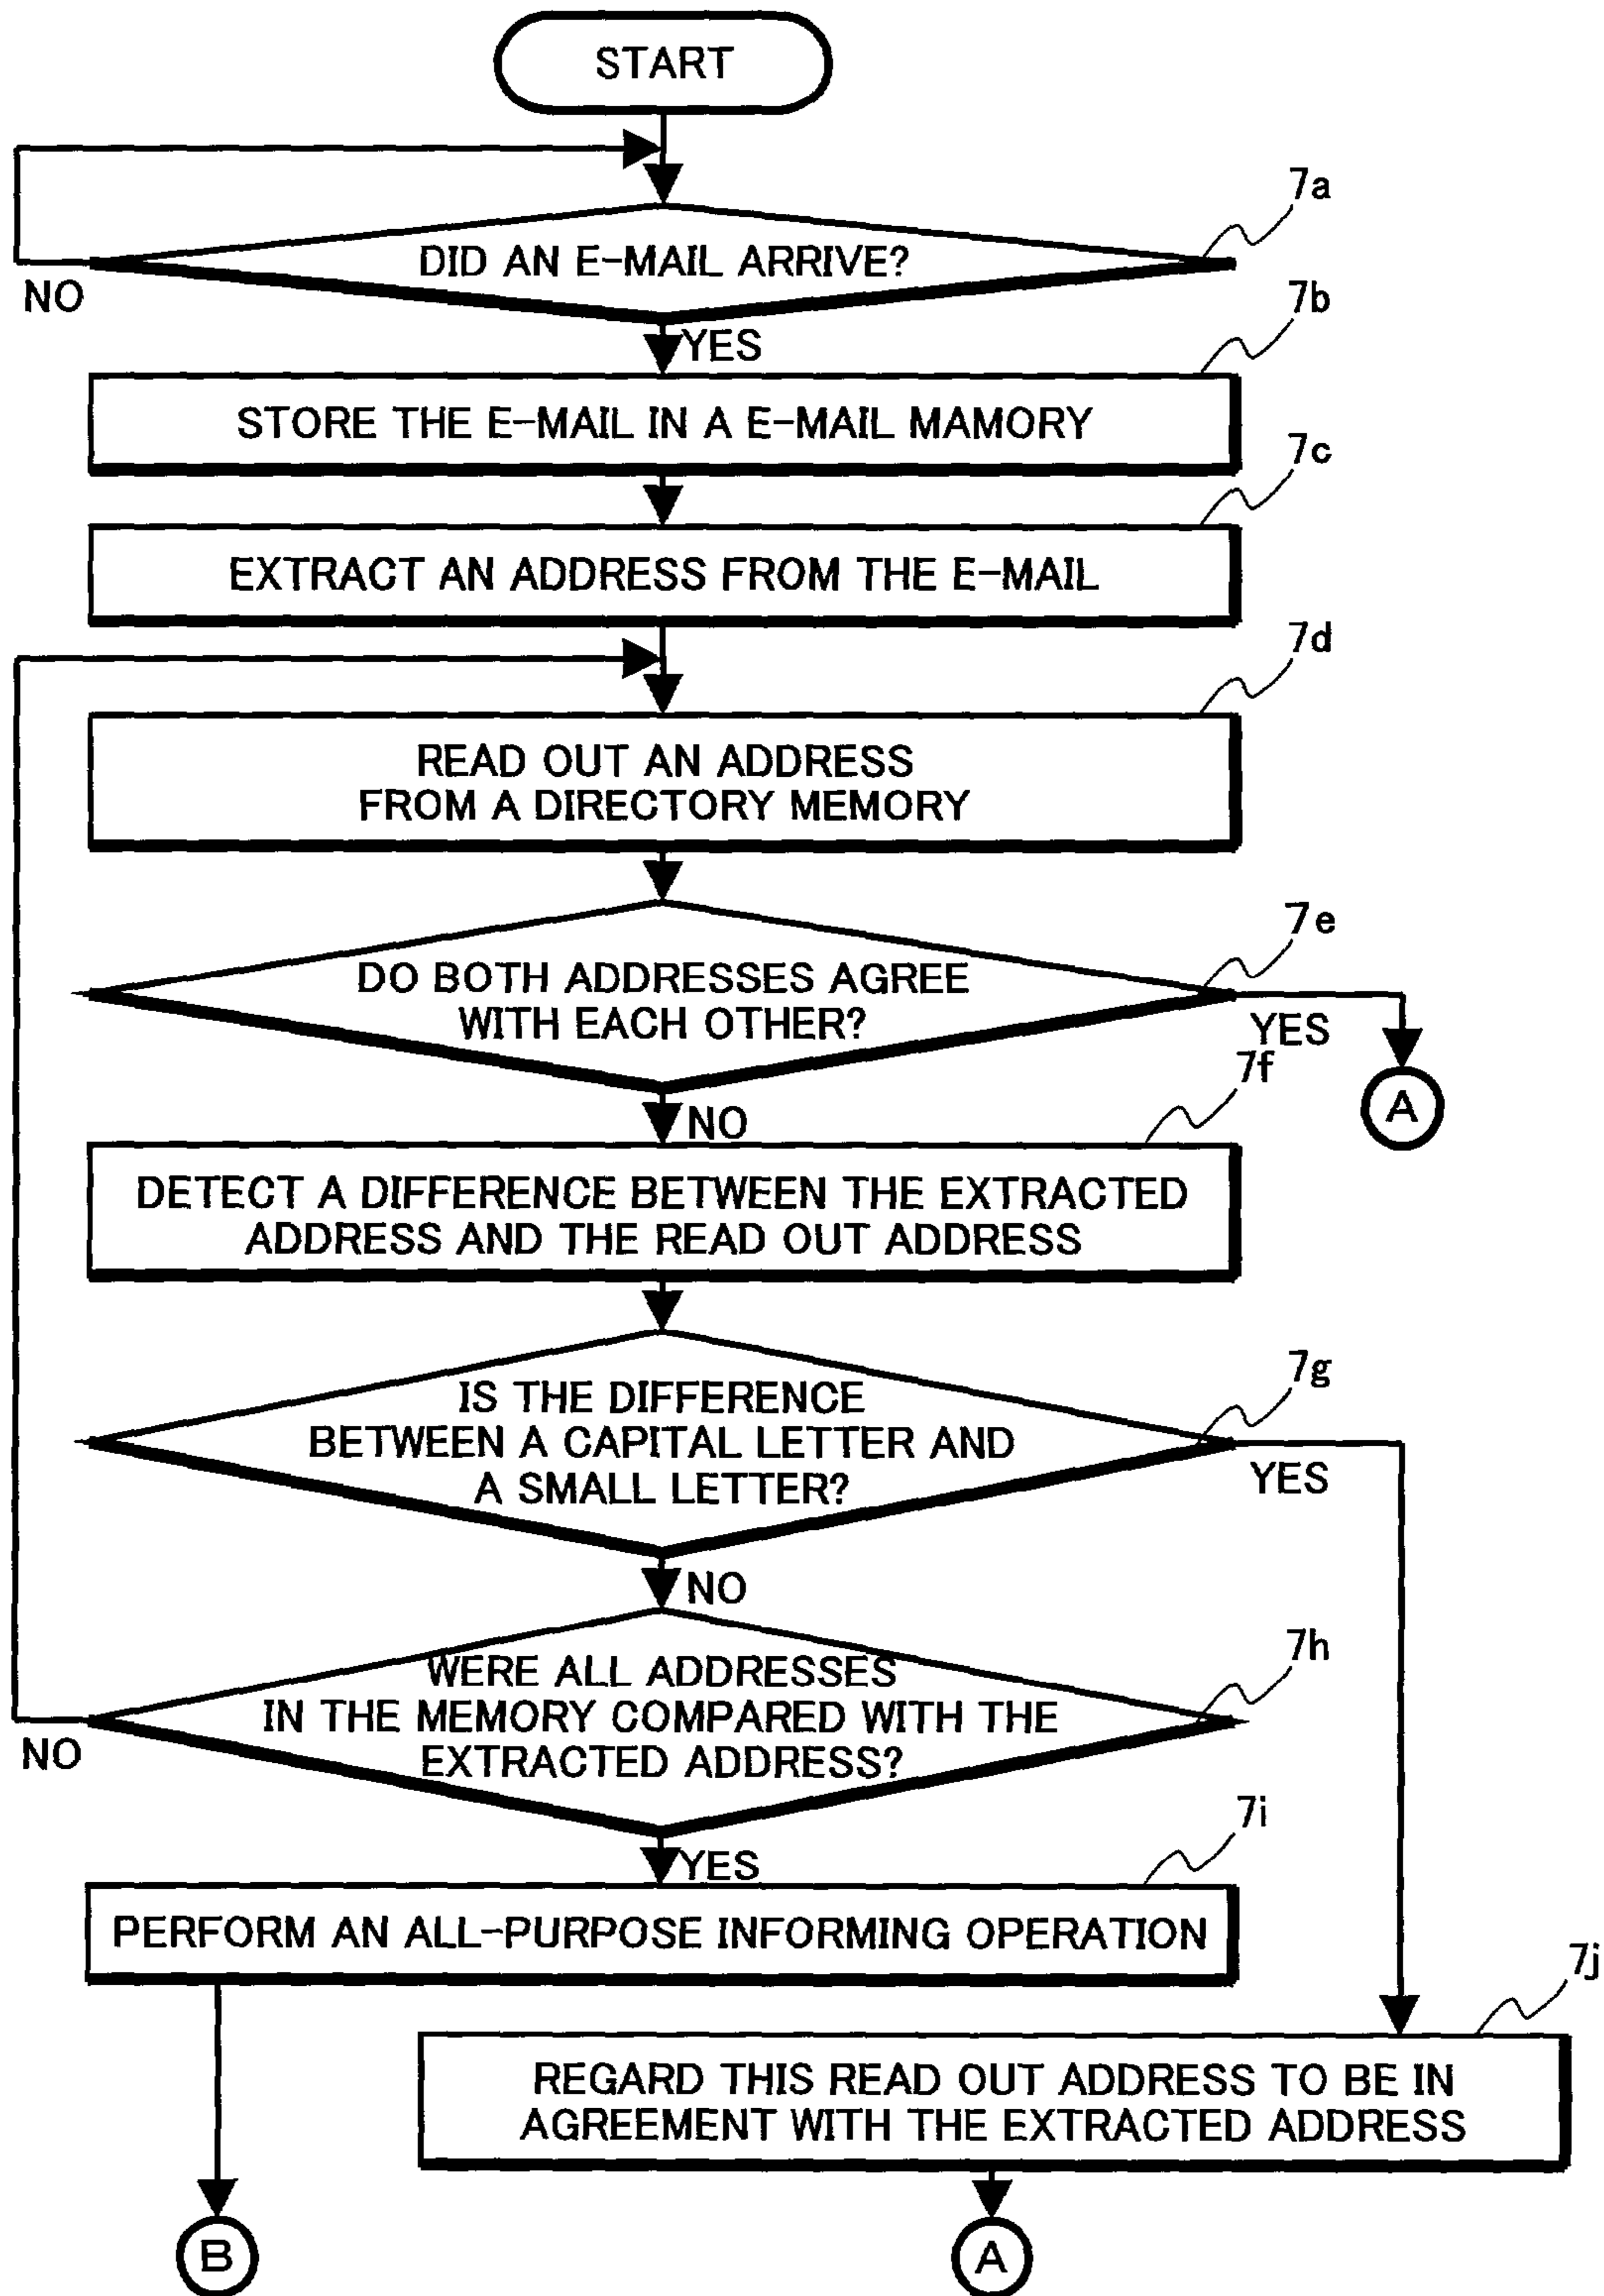 START
7a
DID AN E-MAIL ARRIVE?
NO
7b
YES
STORE THE E-MAIL IN A E-MAIL MAMORY
7c
EXTRACT AN ADDRESS FROM THE E-MAIL
7d
READ OUT AN ADDRESS
FROM A DIRECTORY MEMORY
7e
DO BOTH ADDRESSES AGREE
WITH EACH OTHER?
YES
A
7f
NO
DETECT A DIFFERENCE BETWEEN THE EXTRACTED
ADDRESS AND THE READ OUT ADDRESS
7g
IS THE DIFFERENCE
BETWEEN A CAPITAL LETTER AND
A SMALL LETTER?
YES
NO
7h
WERE ALL ADDRESSES
IN THE MEMORY COMPARED WITH THE
EXTRACTED ADDRESS?
NO
7i
YES
PERFORM AN ALL-PURPOSE INFORMING OPERATION
7j
REGARD THIS READ OUT ADDRESS TO BE IN
AGREEMENT WITH THE EXTRACTED ADDRESS
B
A